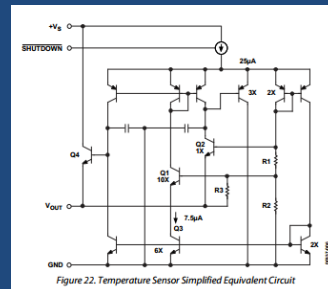 +VS
SHUTDOWN
25µA
3X
2X
Q2
1X
Q4
R1
Q1
10X
R3
VOUT
R2
7.5µA
Q3
6X
2X
GND
Figure 22. Temperature Sensor Simplified Equivalent Circuit